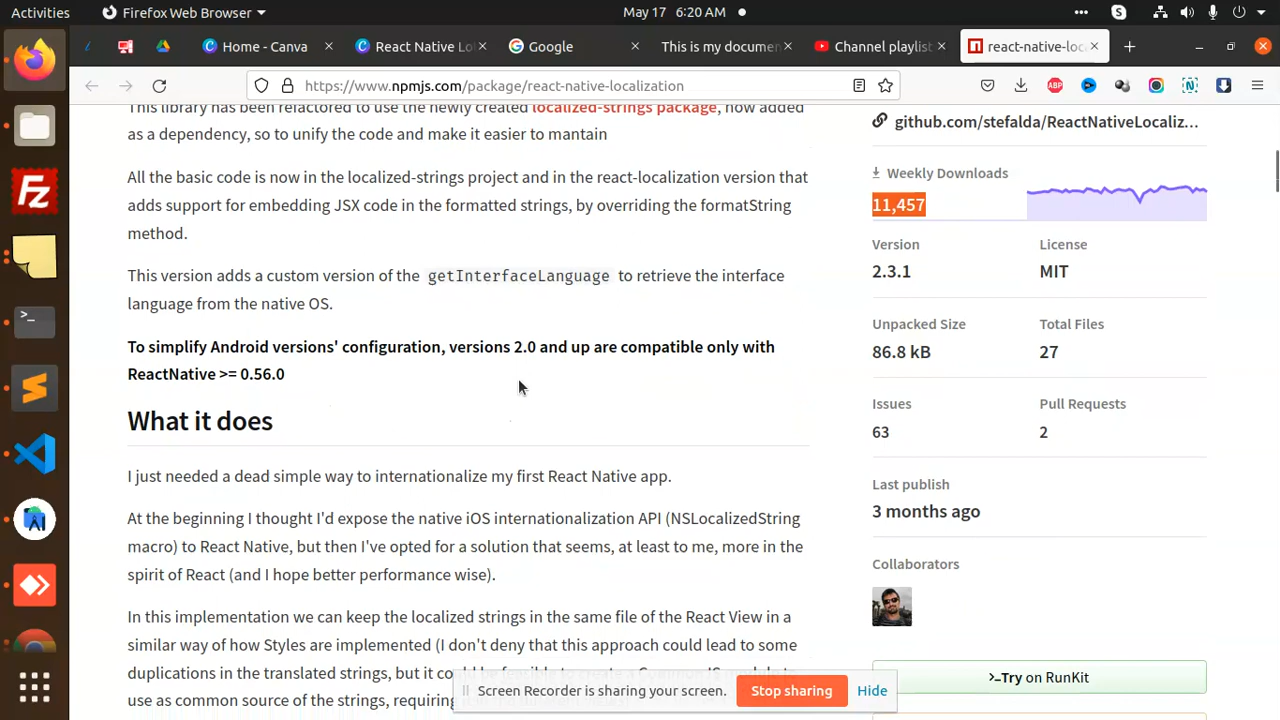 Activities
Firefox Web Browser
May 17 6:20 AM
Home - Canva
React Native Lo
Google
This is my documen
Channel playlist
react-native-loc
https://www.npmjs.com/package/react-native-localization
This library has been refactored to use the newly created localized-strings package, now added
as a dependency, so to unify the code and make it easier to mantain
All the basic code is now in the localized-strings project and in the react-localization version that
adds support for embedding JSX code in the localized strings, by overriding the formatString
method.
This version adds a custom version of the getInterfaceLanguage to retrieve the interface
language from the native OS.
To simplify Android versions' configuration, versions 2.0 and up are compatible only with
ReactNative >= 0.56.0
What it does
I just needed a dead simple way to internationalize my first React Native app.
At the beginning I thought I'd expose the native iOS internationalization API (NSLocalizedString
macro) to React Native, but then I've opted for a solution that seems, at least to me, more in the
spirit of React (and I hope better performance wise).
In this implementation we can keep the localized strings in the same file of the React View in a
similar way of how Styles are implemented (I don't deny that this approach could lead to some
duplications in the translated strings, but it could be feasible to create a CommonJS module to
use as common source of the strings, requiring
github.com/stefalda/ReactNativeLocaliz...
Weekly Downloads
11,457
Version
License
2.3.1
MIT
Unpacked Size
Total Files
86.8 kB
27
Issues
Pull Requests
63
2
Last publish
3 months ago
Collaborators
Try on RunKit
Screen Recorder is sharing your screen.
Stop sharing
Hide